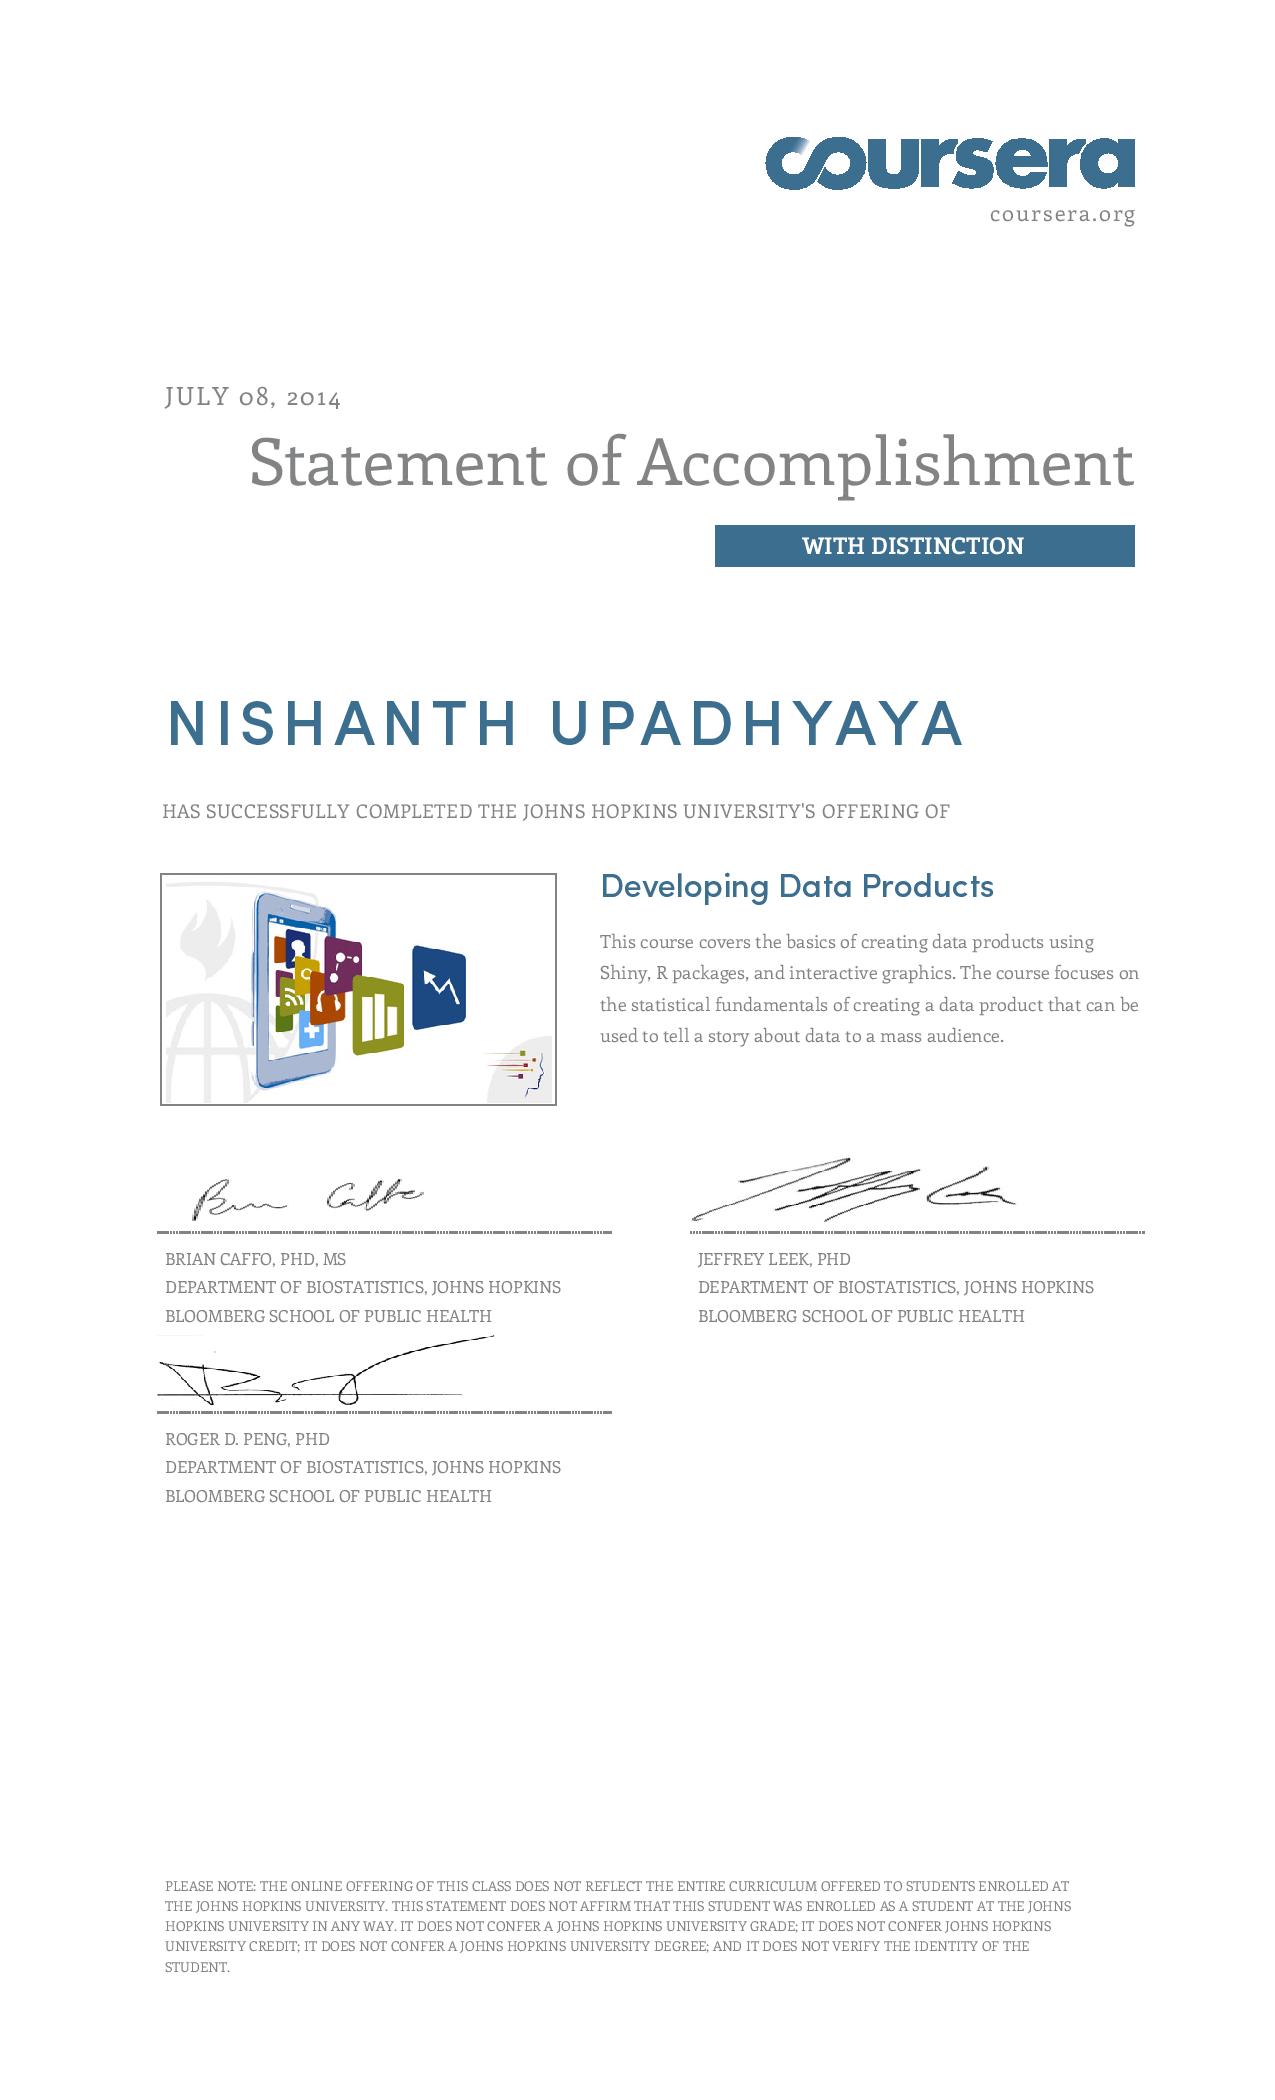 coursera
coursera.org
JULY 08, 2014
Statement of Accomplishment
WITH DISTINCTION
NISHANTH UPADHYAYA
HAS SUCCESSFULLY COMPLETED THE JOHNS HOPKINS UNIVERSITY'S OFFERING OF
Developing Data Products
This course covers the basics of creating data products using
Shiny, R packages, and interactive graphics. The course focuses on
the statistical fundamentals of creating a data product that can be
used to tell a story about data to a mass audience.
Brian Caffo
BRIAN CAFFO, PHD, MS
DEPARTMENT OF BIOSTATISTICS, JOHNS HOPKINS
BLOOMBERG SCHOOL OF PUBLIC HEALTH
JEFFREY LEEK, PHD
DEPARTMENT OF BIOSTATISTICS, JOHNS HOPKINS
BLOOMBERG SCHOOL OF PUBLIC HEALTH
ROGER D. PENG, PHD
DEPARTMENT OF BIOSTATISTICS, JOHNS HOPKINS
BLOOMBERG SCHOOL OF PUBLIC HEALTH
PLEASE NOTE: THE ONLINE OFFERING OF THIS CLASS DOES NOT REFLECT THE ENTIRE CURRICULUM OFFERED TO STUDENTS ENROLLED AT
THE JOHNS HOPKINS UNIVERSITY. THIS STATEMENT DOES NOT AFFIRM THAT THIS STUDENT WAS ENROLLED AS A STUDENT AT THE JOHNS
HOPKINS UNIVERSITY IN ANY WAY. IT DOES NOT CONFER A JOHNS HOPKINS UNIVERSITY GRADE; IT DOES NOT CONFER JOHNS HOPKINS
UNIVERSITY CREDIT; IT DOES NOT CONFER A JOHNS HOPKINS UNIVERSITY DEGREE; AND IT DOES NOT VERIFY THE IDENTITY OF THE
STUDENT.